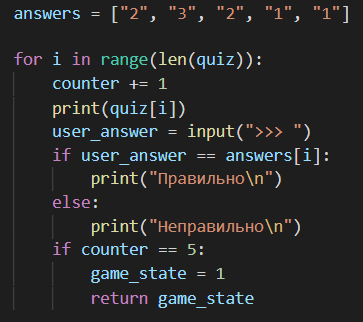 answers = ["2", "3", "2", "1", "1"]

for i in range(len(quiz)):
    counter += 1
    print(quiz[i])
    user_answer = input(">>> ")
    if user_answer == answers[i]:
        print("Правильно\n")
    else:
        print("Неправильно\n")
    if counter == 5:
        game_state = 1
        return game_state